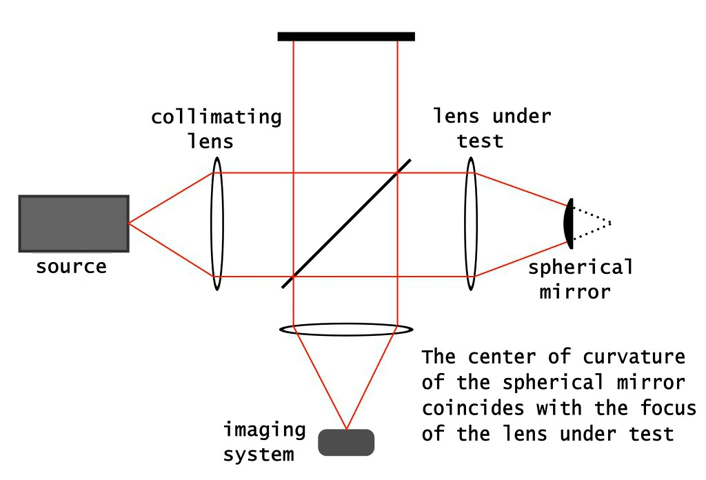 collimating
lens
lens under
test
source
spherical
mirror
The center of curvature
of the spherical mirror
coincides with the focus
of the lens under test
imaging
system